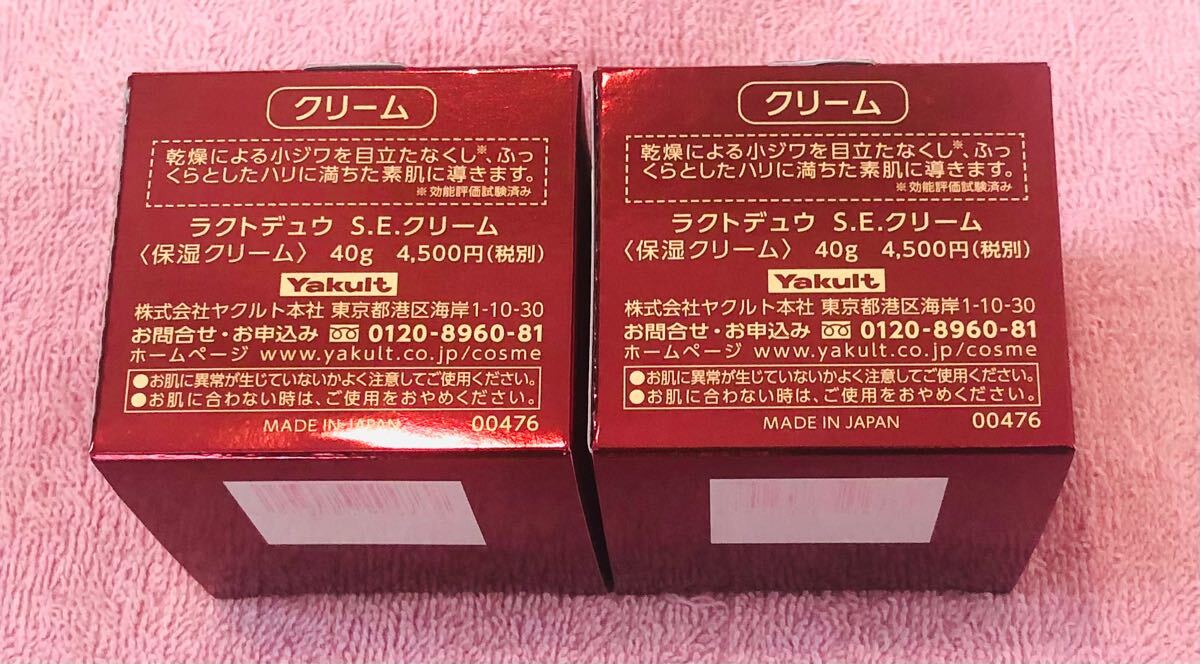 クリーム
乾燥による小ジワを目立たなくし※、ふっ
くらとしたハリに満ちた素肌に導きます。
※効能評価試験済み
ラクトデュウ S.E.クリーム
〈保湿クリーム〉 40g 4,500円(税別)
Yakult
株式会社ヤクルト本社 東京都港区海岸1-10-30
お問合せ・お申込み 0120-8960-81
ホームページ www.yakult.co.jp/cosme
●お肌に異常が生じていないかよく注意してご使用ください。
●お肌に合わない時は、ご使用をおやめください。
MADE IN JAPAN 00476
クリーム
乾燥による小ジワを目立たなくし※、ふっ
くらとしたハリに満ちた素肌に導きます。
※効能評価試験済み
ラクトデュウ S.E.クリーム
〈保湿クリーム〉 40g 4,500円(税別)
Yakult
株式会社ヤクルト本社 東京都港区海岸1-10-30
お問合せ・お申込み 0120-8960-81
ホームページ www.yakult.co.jp/cosme
●お肌に異常が生じていないかよく注意してご使用ください。
●お肌に合わない時は、ご使用をおやめください。
MADE IN JAPAN 00476